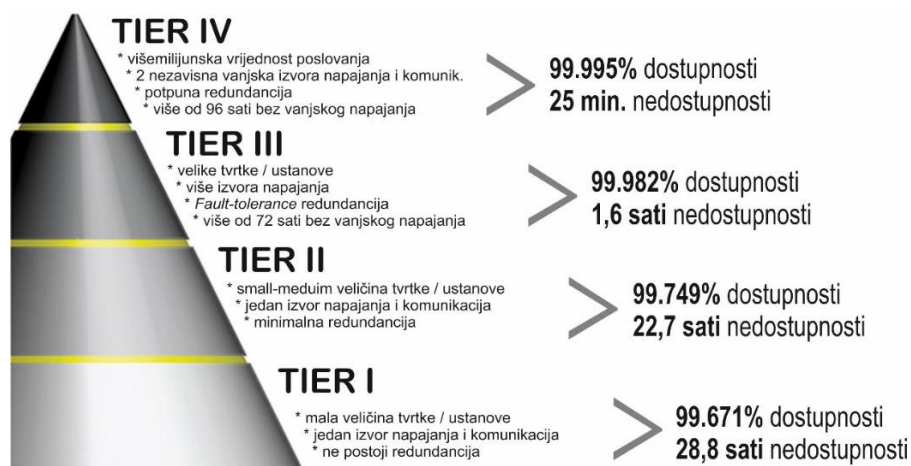 TIER IV
* višemilijunska vrijednost poslovanja
* 2 nezavisna vanjska izvora napajanja i komunik.
* potpuna redundancija
* više od 96 sati bez vanjskog napajanja
99.995% dostupnosti
25 min. nedostupnosti
TIER III
* velike tvrtke / ustanove
* više izvora napajanja
* Fault-tolerance redundancija
* više od 72 sati bez vanjskog napajanja
99.982% dostupnosti
1,6 sati nedostupnosti
TIER II
* small-meduim veličina tvrtke / ustanove
* jedan izvor napajanja i komunikacija
* minimalna redundancija
99.749% dostupnosti
22,7 sati nedostupnosti
TIER I
* mala veličina tvrtke / ustanove
* jedan izvor napajanja i komunikacija
* ne postoji redundancija
99.671% dostupnosti
28,8 sati nedostupnosti